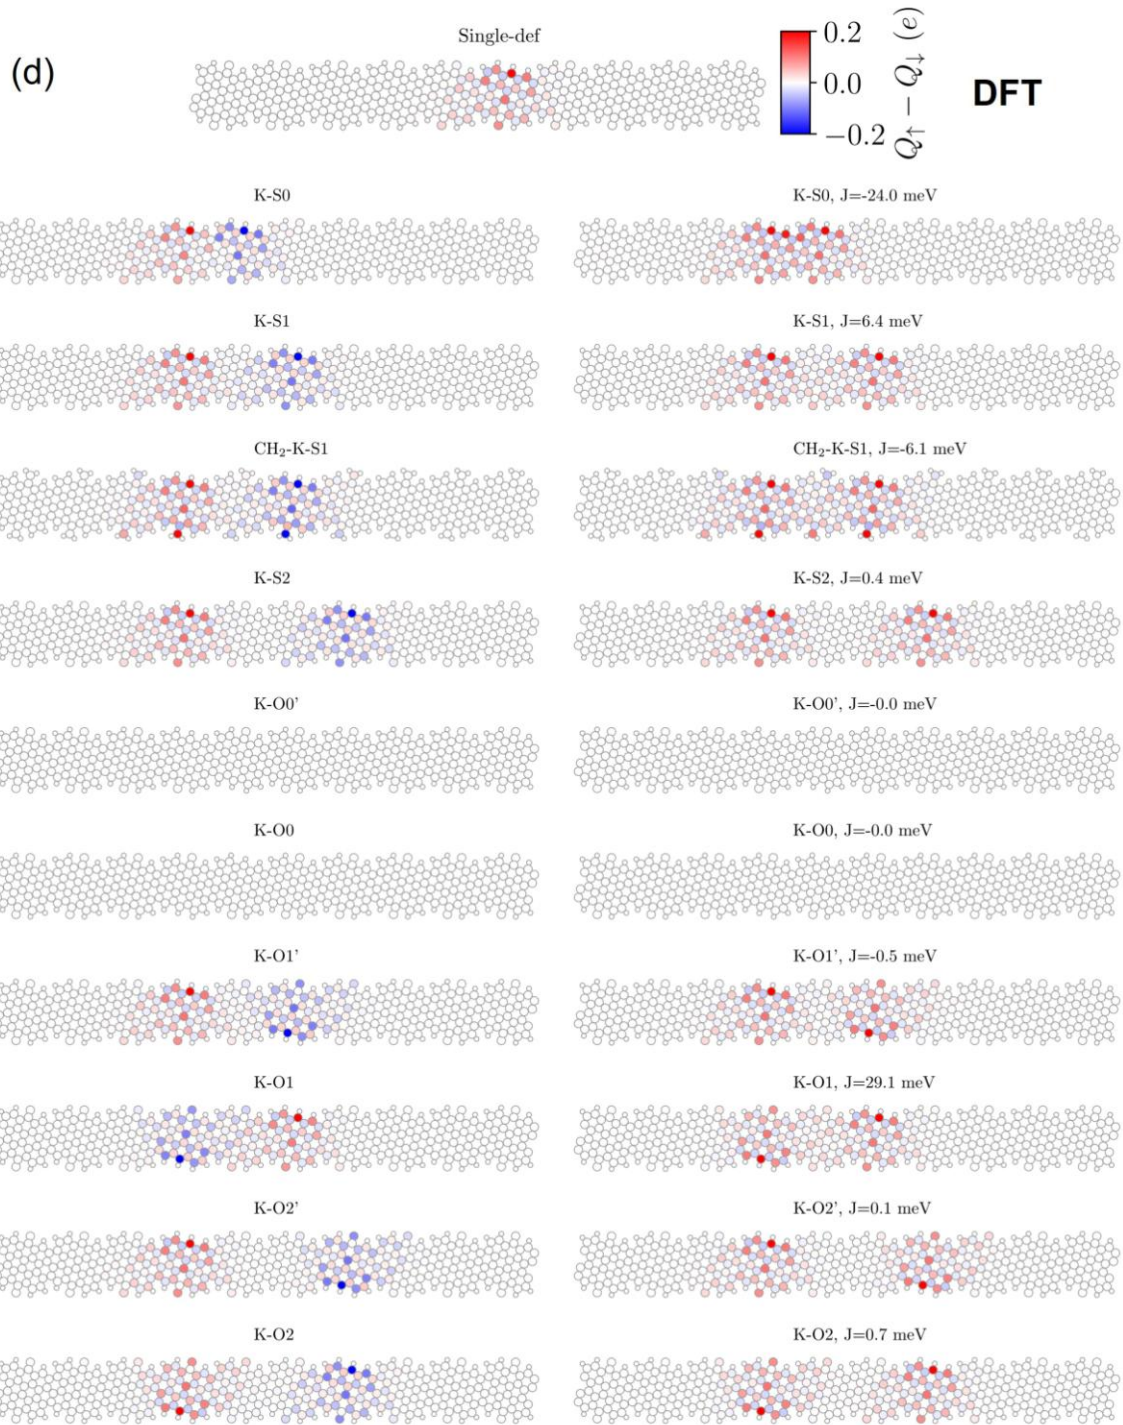 Single-def
(d)
0.2
0.0
−0.2
Q↑ − Q↓ (e)
DFT
K-S0
K-S0, J=-24.0 meV
K-S1
K-S1, J=6.4 meV
CH₂-K-S1
CH₂-K-S1, J=-6.1 meV
K-S2
K-S2, J=0.4 meV
K-O0'
K-O0', J=-0.0 meV
K-O0
K-O0, J=-0.0 meV
K-O1'
K-O1', J=-0.5 meV
K-O1
K-O1, J=29.1 meV
K-O2'
K-O2', J=0.1 meV
K-O2
K-O2, J=0.7 meV